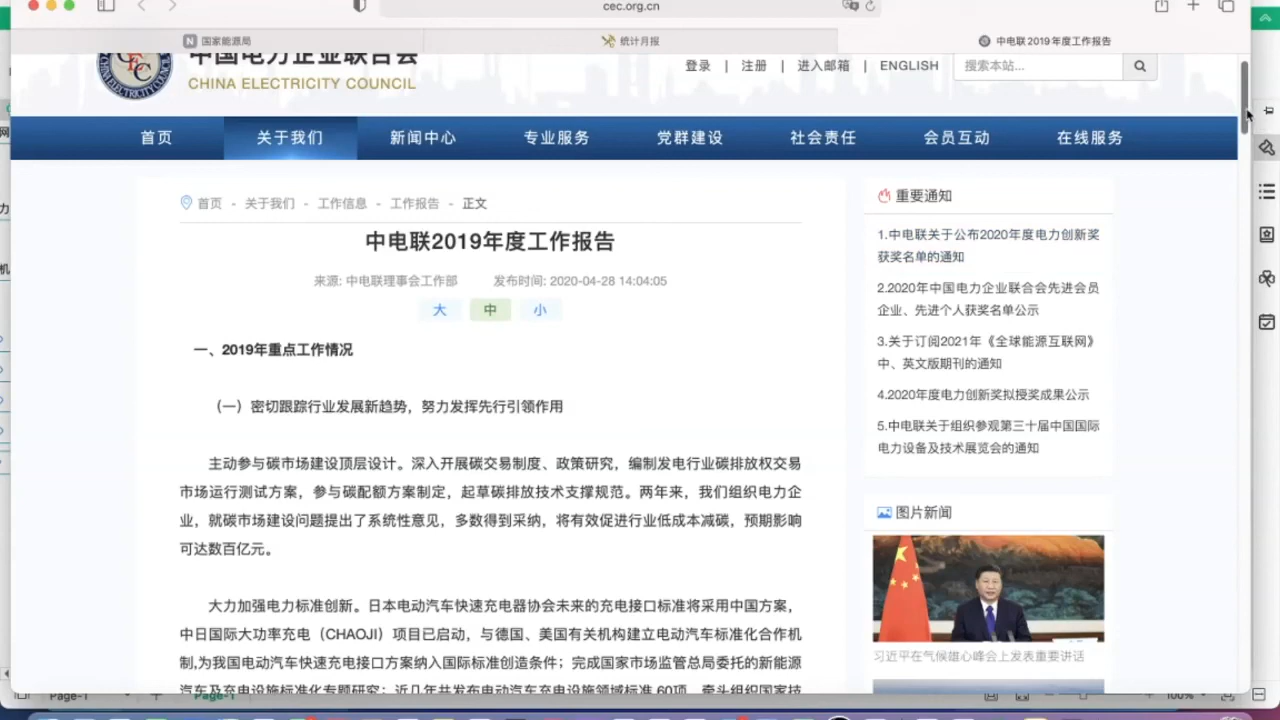 cec.org.cn
国家能源局
统计月报
中电联2019年度工作报告
中国电力企业联合会
CHINA ELECTRICITY COUNCIL
登录 | 注册 | 进入邮箱 | ENGLISH
搜索本站...
首页 关于我们 新闻中心 专业服务 党群建设 社会责任 会员互动 在线服务
首页 - 关于我们 - 工作信息 - 工作报告 - 正文
中电联2019年度工作报告
来源: 中电联理事会工作部 发布时间: 2020-04-28 14:04:05
大 中 小
一、2019年重点工作情况
（一）密切跟踪行业发展新趋势，努力发挥先行引领作用
主动参与碳市场建设顶层设计。深入开展碳交易制度、政策研究，编制发电行业碳排放权交易
市场运行测试方案，参与碳配额方案制定，起草碳排放技术支撑规范。两年来，我们组织电力企
业，就碳市场建设问题提出了系统性意见，多数得到采纳，将有效促进行业低成本减碳，预期影响
可达数百亿元。
大力加强电力标准创新。日本电动汽车快速充电器协会未来的充电接口标准将采用中国方案，
中日国际大功率充电（CHAOJI）项目已启动，与德国、美国有关机构建立电动汽车标准化合作机
制,为我国电动汽车快速充电接口方案纳入国际标准创造条件；完成国家市场监管总局委托的新能源
汽车及充电设施标准化专题研究；近几年共发布电动汽车充电设施领域标准 60项，牵头组织国家技
重要通知
1.中电联关于公布2020年度电力创新奖
获奖名单的通知
2.2020年中国电力企业联合会先进会员
企业、先进个人获奖名单公示
3.关于订阅2021年《全球能源互联网》
中、英文版期刊的通知
4.2020年度电力创新奖拟授奖成果公示
5.中电联关于组织参观第三十届中国国际
电力设备及技术展览会的通知
图片新闻
习近平在气候雄心峰会上发表重要讲话
Page-1
Page-1
100%